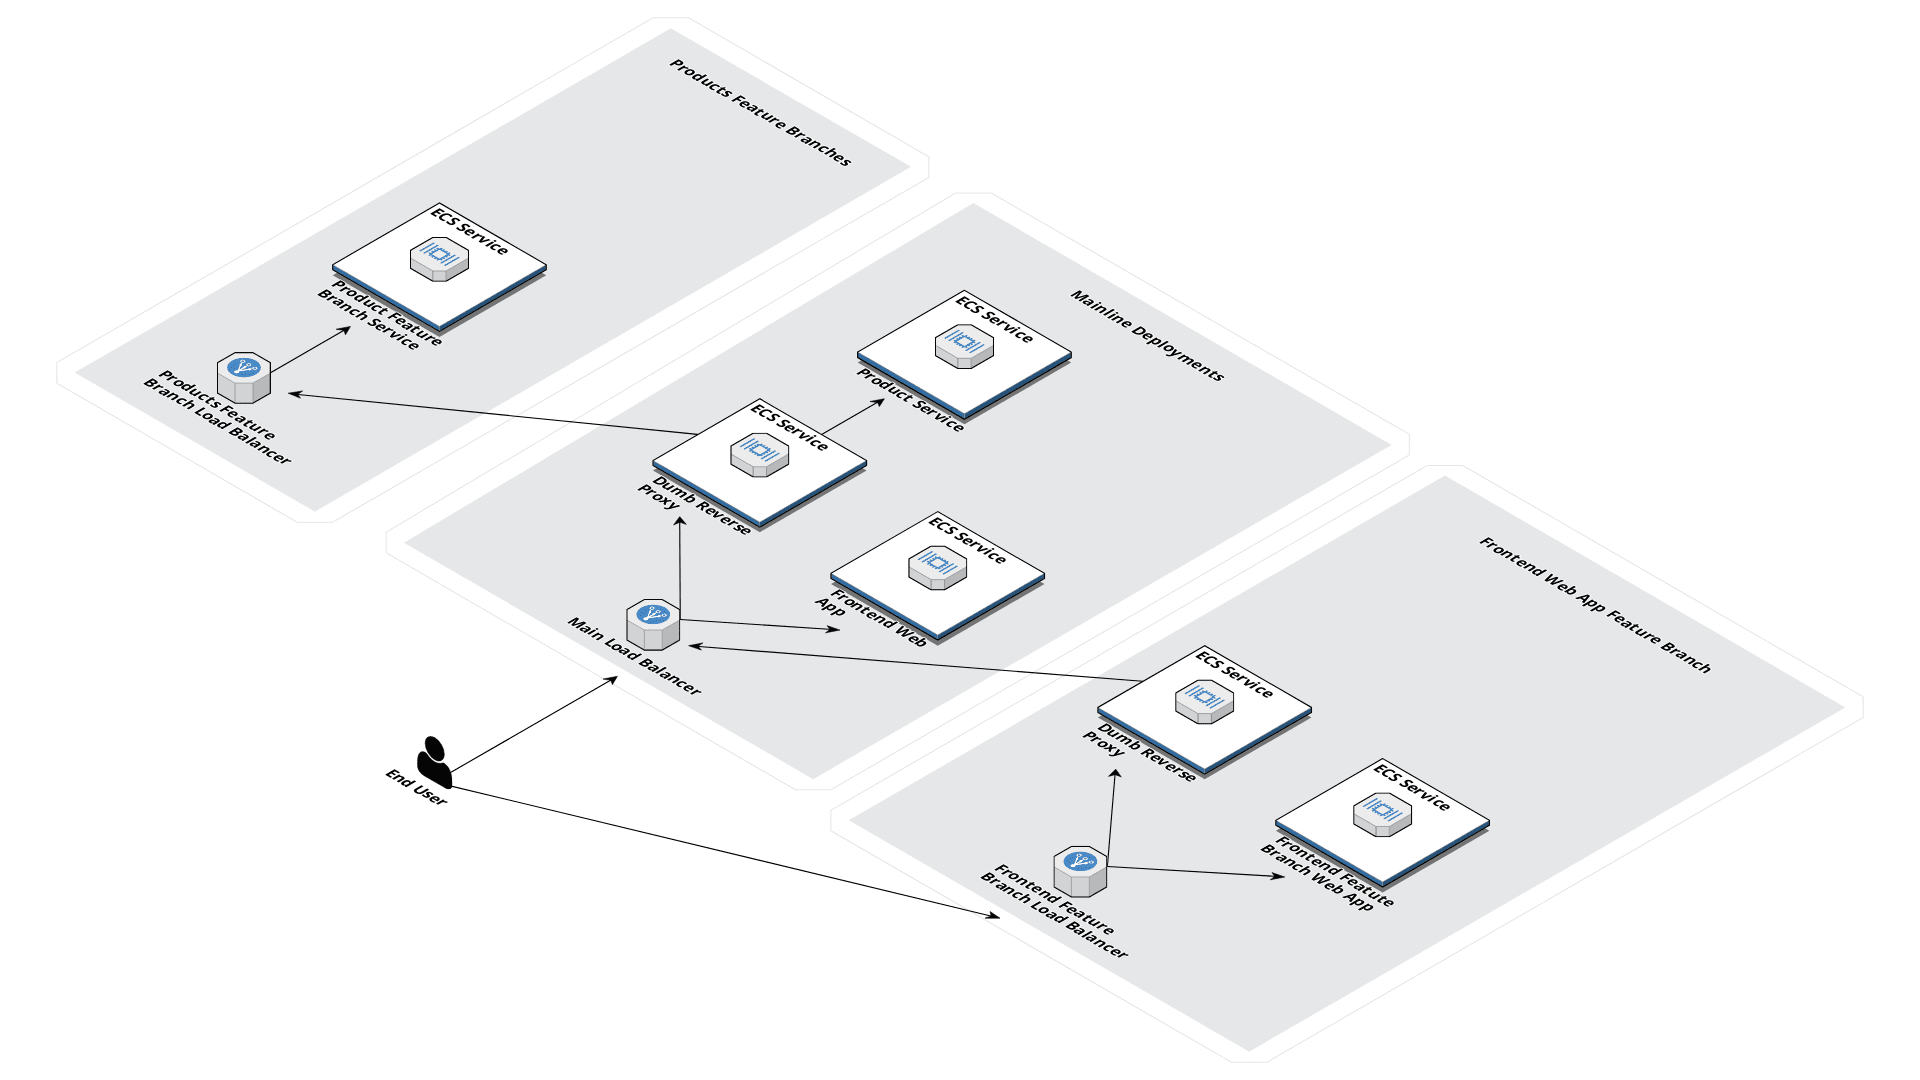 Products Feature Branches
ECS Service
Product Feature
Branch Service
Products Feature
Branch Load Balancer
Mainline Deployments
ECS Service
Product Service
ECS Service
Dumb Reverse
Proxy
ECS Service
Frontend Web
App
Main Load Balancer
End User
Frontend Web App Feature Branch
ECS Service
Dumb Reverse
Proxy
ECS Service
Frontend Featute
Branch Web App
Frontend Feature
Branch Load Balancer